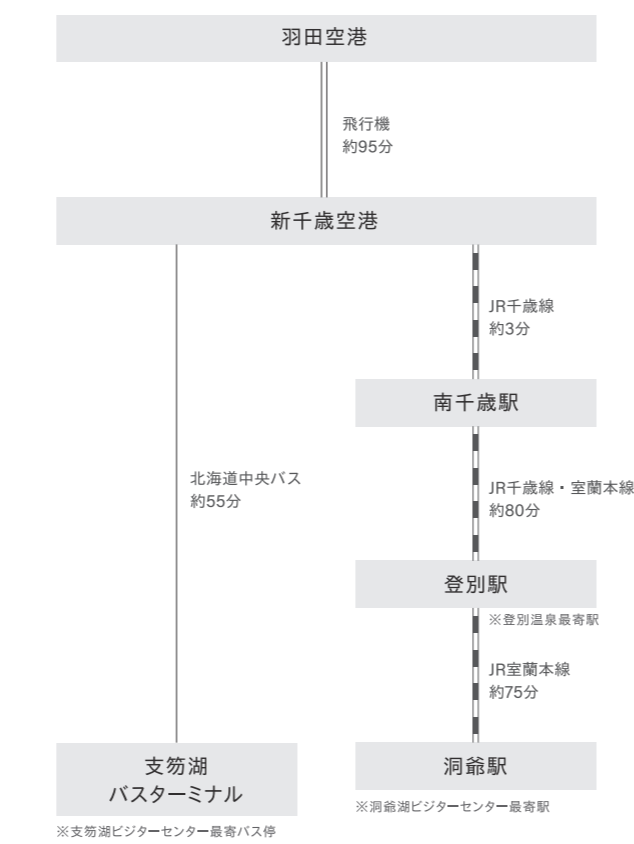 羽田空港
飛行機
約95分
新千歳空港
JR千歳線
約3分
南千歳駅
北海道中央バス
約55分
JR千歳線・室蘭本線
約80分
登別駅
※登別温泉最寄駅
JR室蘭本線
約75分
支笏湖
バスターミナル
※支笏湖ビジターセンター最寄バス停
洞爺駅
※洞爺湖ビジターセンター最寄駅